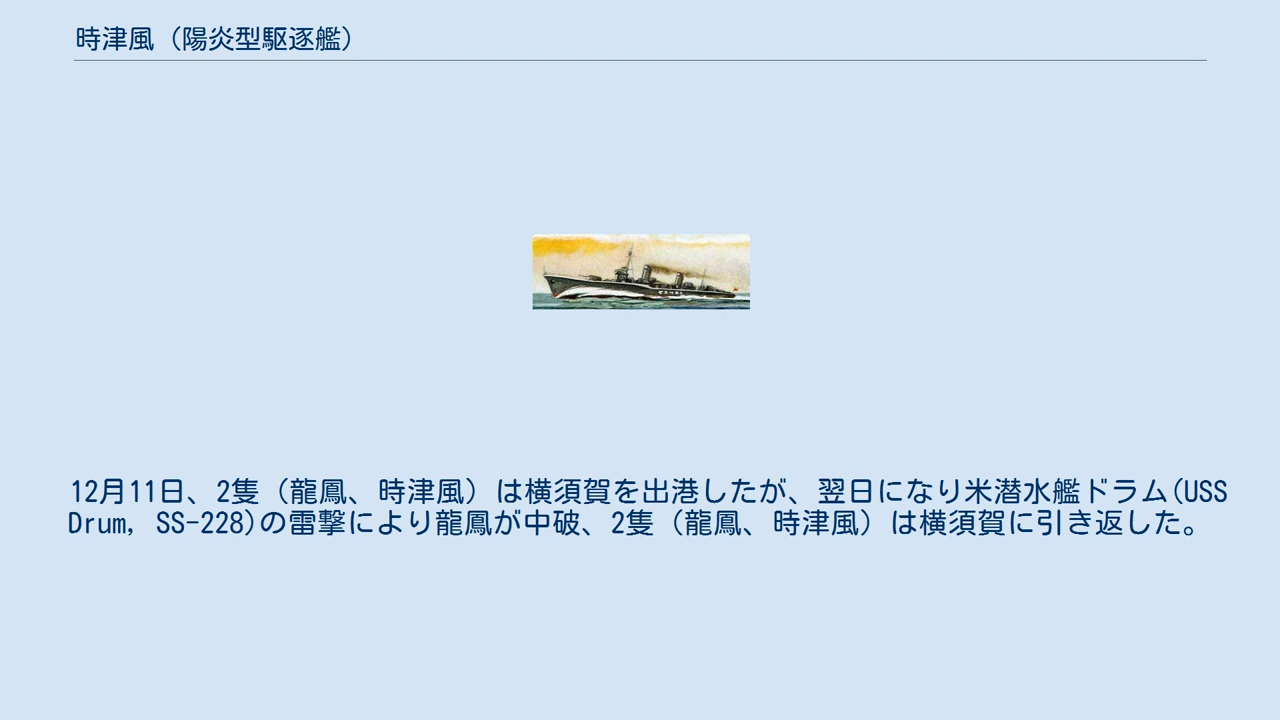 時津風（陽炎型駆逐艦）
12月11日、2隻（龍鳳、時津風）は横須賀を出港したが、翌日になり米潜水艦ドラム(USS
Drum, SS-228)の雷撃により龍鳳が中破、2隻（龍鳳、時津風）は横須賀に引き返した。